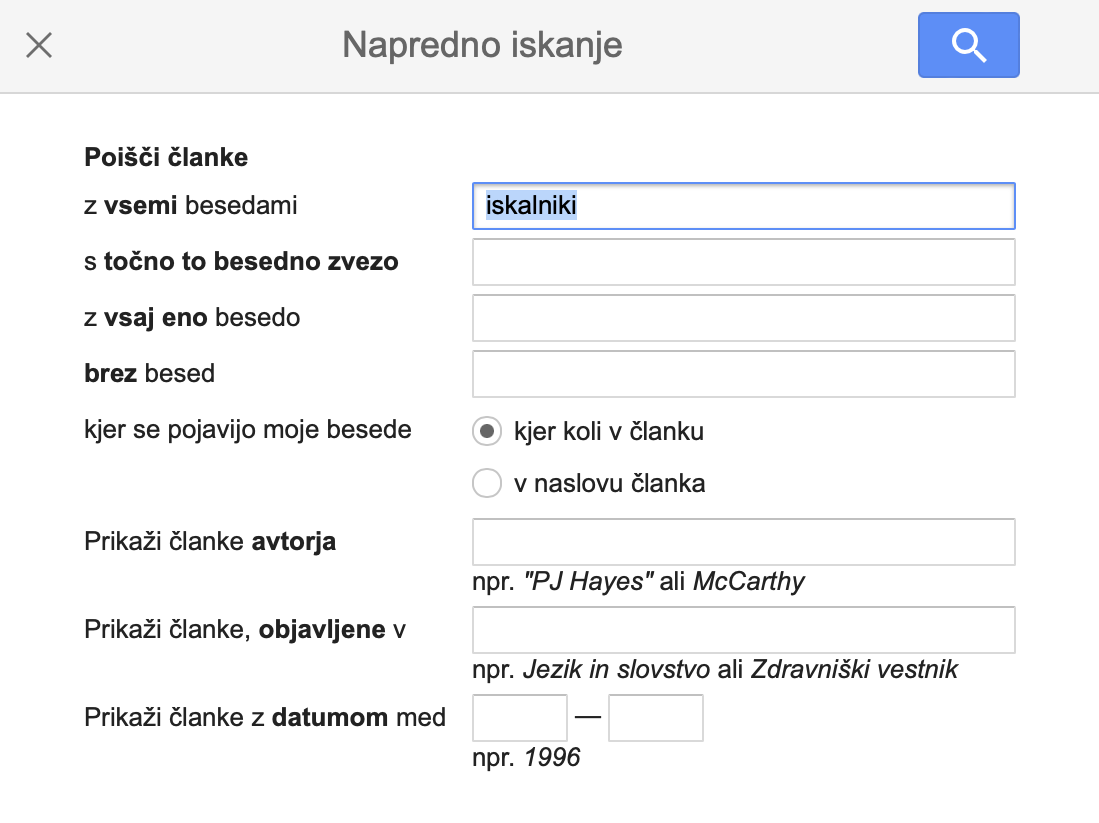 Napredno iskanje
Poišči članke
z vsemi besedami
iskalniki
s točno to besedno zvezo
z vsaj eno besedo
brez besed
kjer se pojavijo moje besede
kjer koli v članku
v naslovu članka
Prikaži članke avtorja
npr. "PJ Hayes" ali McCarthy
Prikaži članke, objavljene v
npr. Jezik in slovstvo ali Zdravniški vestnik
Prikaži članke z datumom med
—
npr. 1996